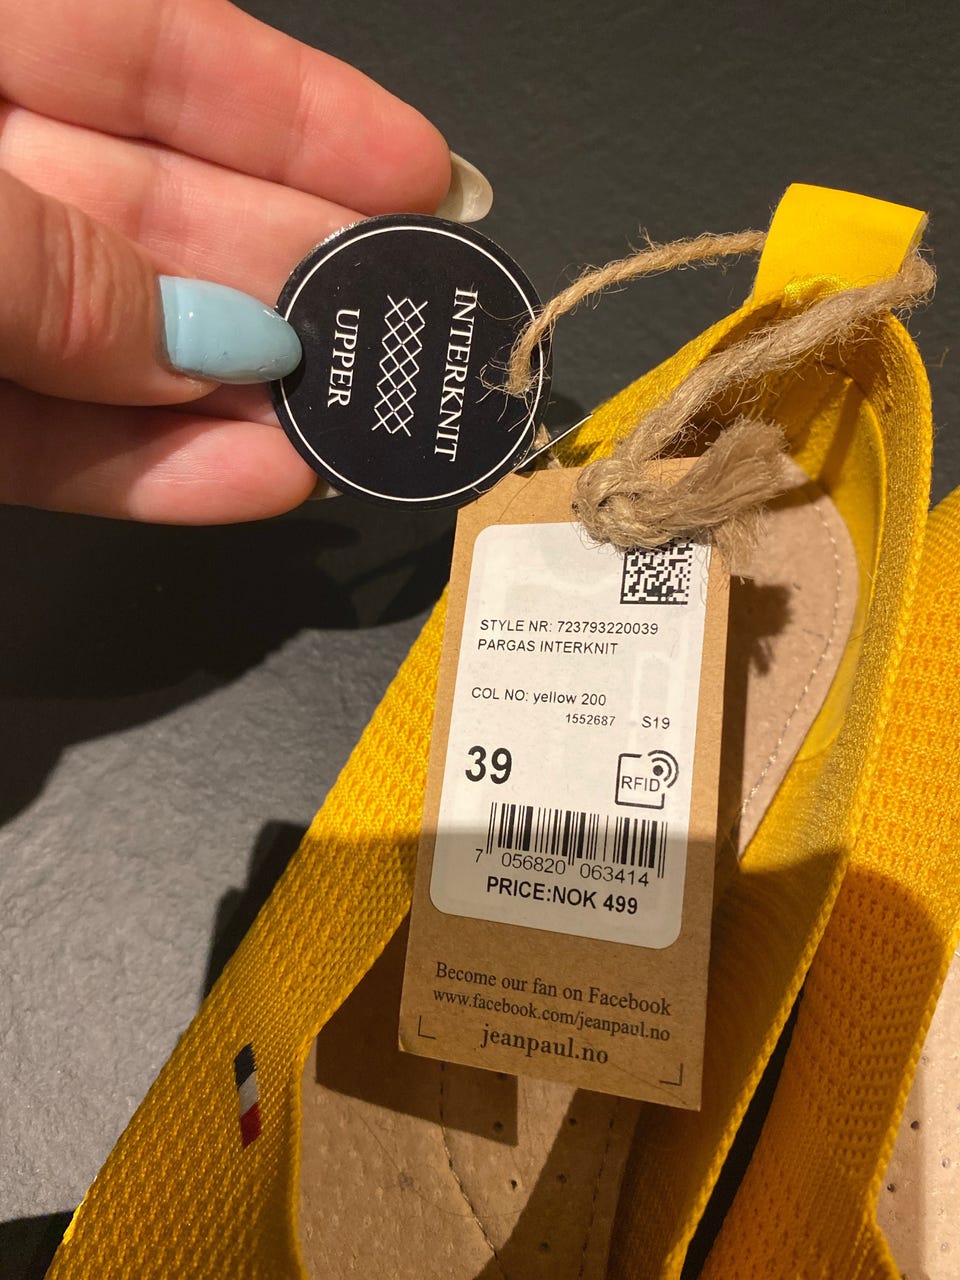 INTERKNIT
UPPER
STYLE NR: 723793220039
PARGAS INTERKNIT
COL NO: yellow 200
1552687 S19
39
RFID
7 056820 063414
PRICE:NOK 499
Become our fan on Facebook
www.facebook.com/jeanpaul.no
jeanpaul.no